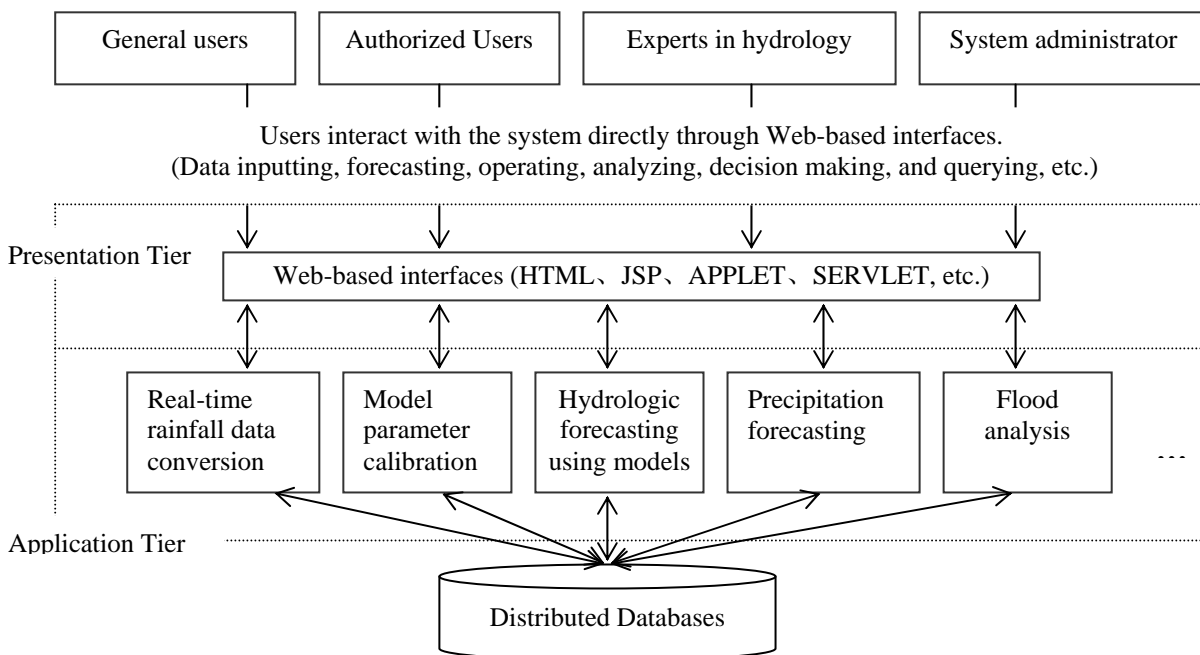 General users
Authorized Users
Experts in hydrology
System administrator
Users interact with the system directly through Web-based interfaces.
(Data inputting, forecasting, operating, analyzing, decision making, and querying, etc.)
Presentation Tier
Web-based interfaces (HTML、JSP、APPLET、SERVLET, etc.)
Real-time
rainfall data
conversion
Model
parameter
calibration
Hydrologic
forecasting
using models
Precipitation
forecasting
Flood
analysis
…
Application Tier
Distributed Databases